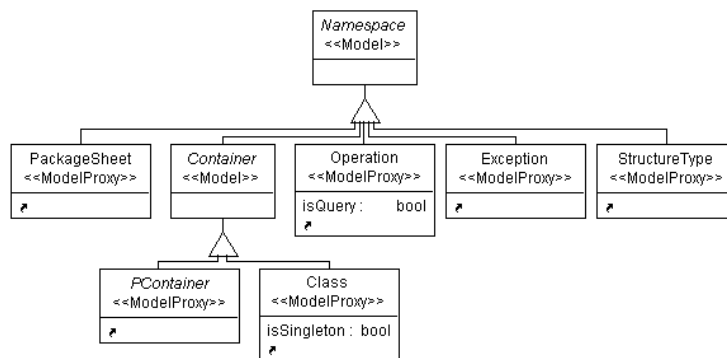 Namespace
<<Model>>
PackageSheet
<<ModelProxy>>
Container
<<Model>>
Operation
<<ModelProxy>>
isQuery : bool
Exception
<<ModelProxy>>
StructureType
<<ModelProxy>>
PContainer
<<ModelProxy>>
Class
<<ModelProxy>>
isSingleton : bool